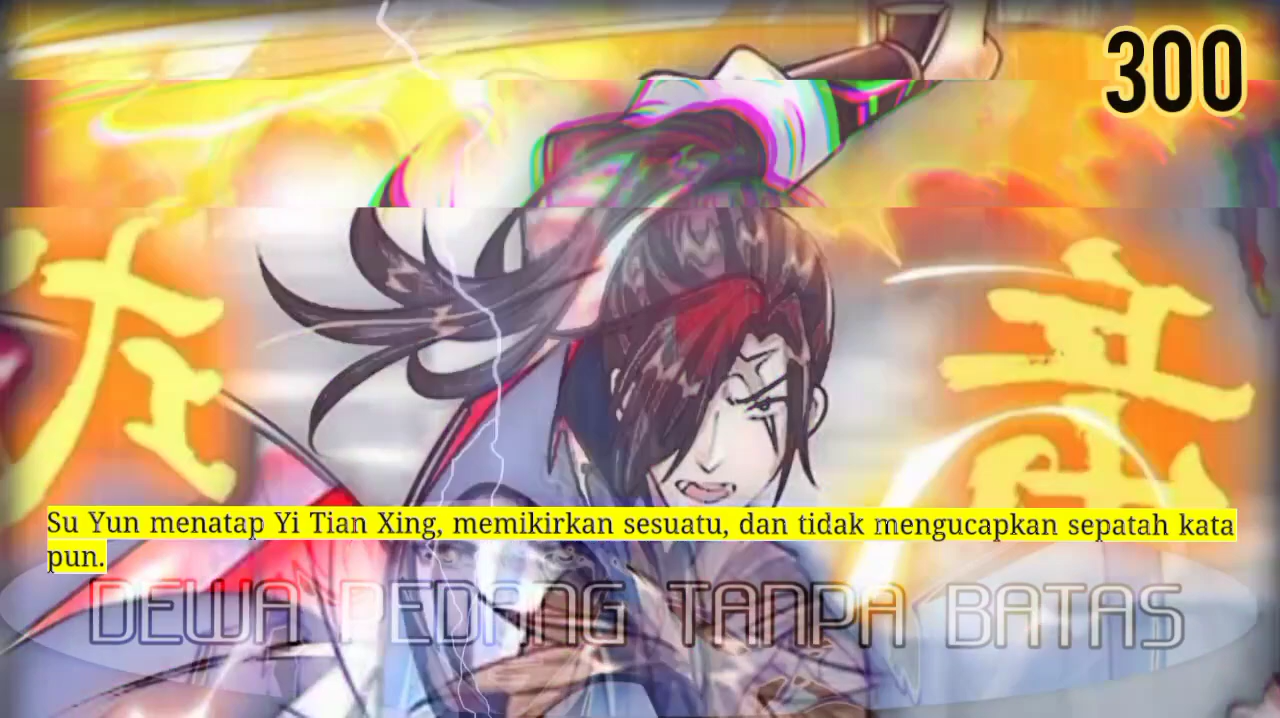 300
Su Yun menatap Yi Tian Xing, memikirkan sesuatu, dan tidak mengucapkan sepatah kata
pun.
DEWA PEDANG TANPA BATAS